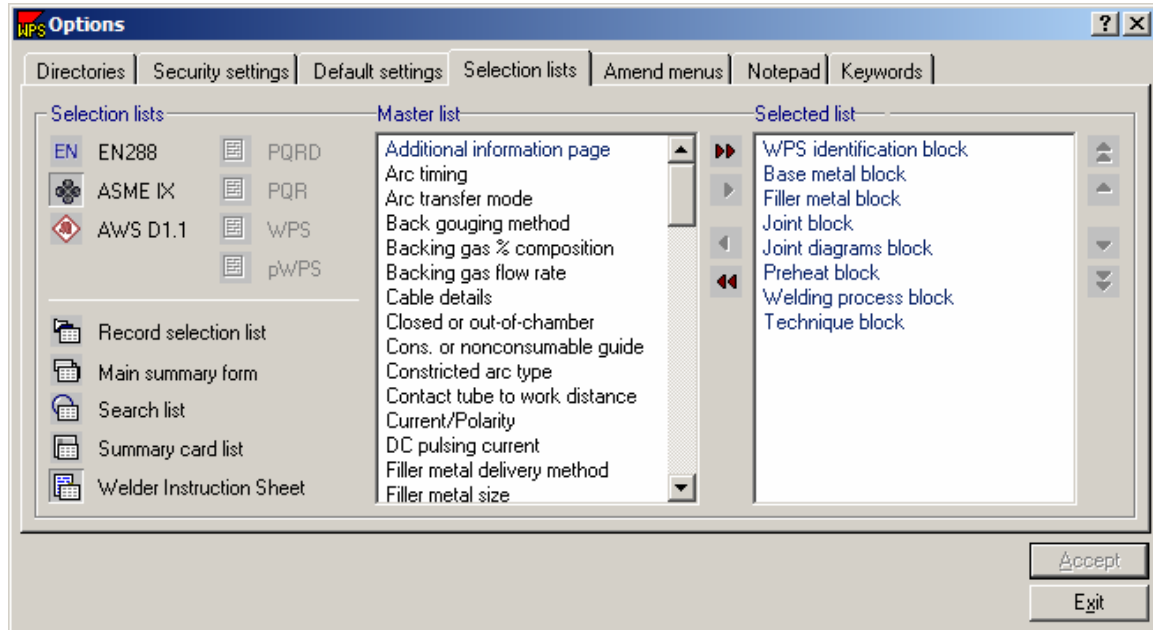 WPS Options
Directories Security settings Default settings Selection lists Amend menus Notepad Keywords
Selection lists
EN EN288
ASME IX
AWS D1.1
PQRD
PQR
WPS
pWPS
Record selection list
Main summary form
Search list
Summary card list
Welder Instruction Sheet
Master list
Additional information page
Arc timing
Arc transfer mode
Back gouging method
Backing gas % composition
Backing gas flow rate
Cable details
Closed or out-of-chamber
Cons. or nonconsumable guide
Constricted arc type
Contact tube to work distance
Current/Polarity
DC pulsing current
Filler metal delivery method
Filler metal size
Selected list
WPS identification block
Base metal block
Filler metal block
Joint block
Joint diagrams block
Preheat block
Welding process block
Technique block
Accept
Exit